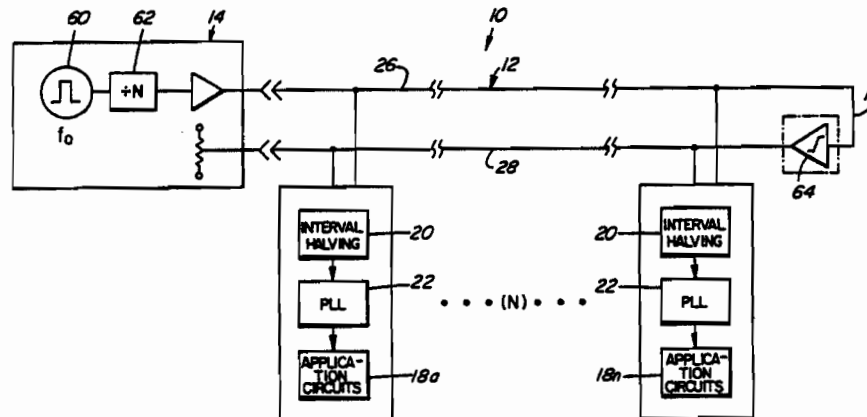 60
62
14
10
÷N
fo
26
12
28
64
INTERVAL
HALVING
20
PLL
22
APPLICA-
TION
CIRCUITS
18a
• • • • (N) • • • •
INTERVAL
HALVING
20
PLL
22
APPLICA-
TION
CIRCUITS
18n